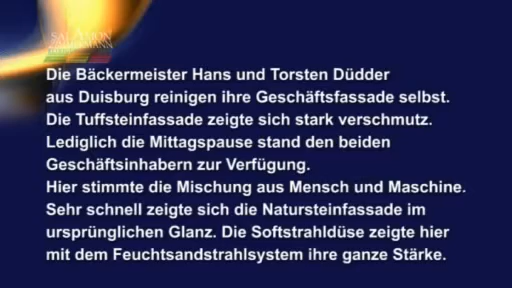 SALAMON
Die Bäckermeister Hans und Torsten Düdder
aus Duisburg reinigen ihre Geschäftsfassade selbst.
Die Tuffsteinfassade zeigte sich stark verschmutz.
Lediglich die Mittagspause stand den beiden
Geschäftsinhabern zur Verfügung.
Hier stimmte die Mischung aus Mensch und Maschine.
Sehr schnell zeigte sich die Natursteinfassade im
ursprünglichen Glanz. Die Softstrahldüse zeigte hier
mit dem Feuchtsandstrahlsystem ihre ganze Stärke.